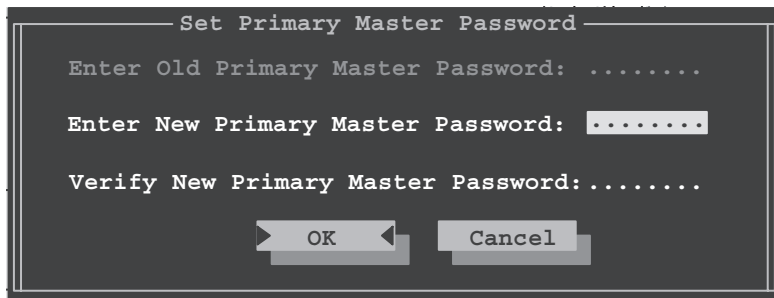 Set Primary Master Password
Enter Old Primary Master Password: ........
Enter New Primary Master Password: ........
Verify New Primary Master Password:........
OK Cancel